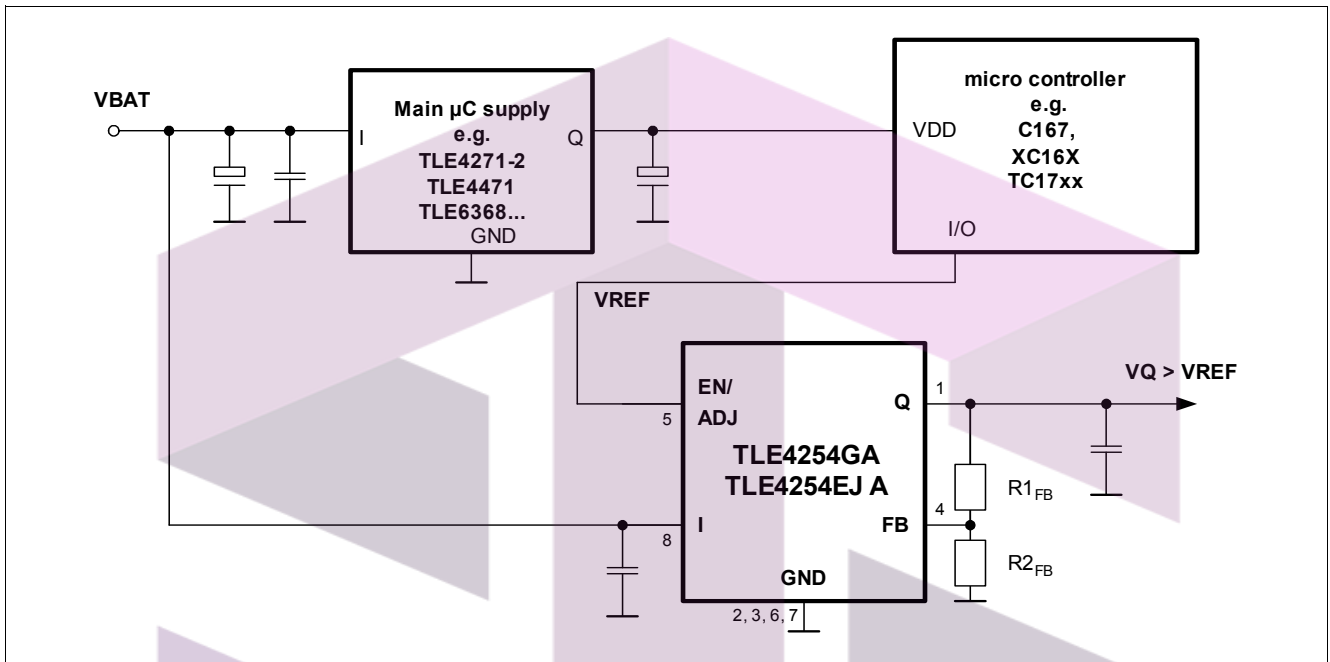 VBAT
I
Main µC supply
e.g.
TLE4271-2
TLE4471
TLE6368...
GND
Q
micro controller
e.g.
C167,
XC16X
TC17xx
VDD
I/O
VREF
EN/
ADJ
5
TLE4254GA
TLE4254EJ A
Q
1
VQ > VREF
I
8
FB
4
R1FB
R2FB
GND
2, 3, 6, 7